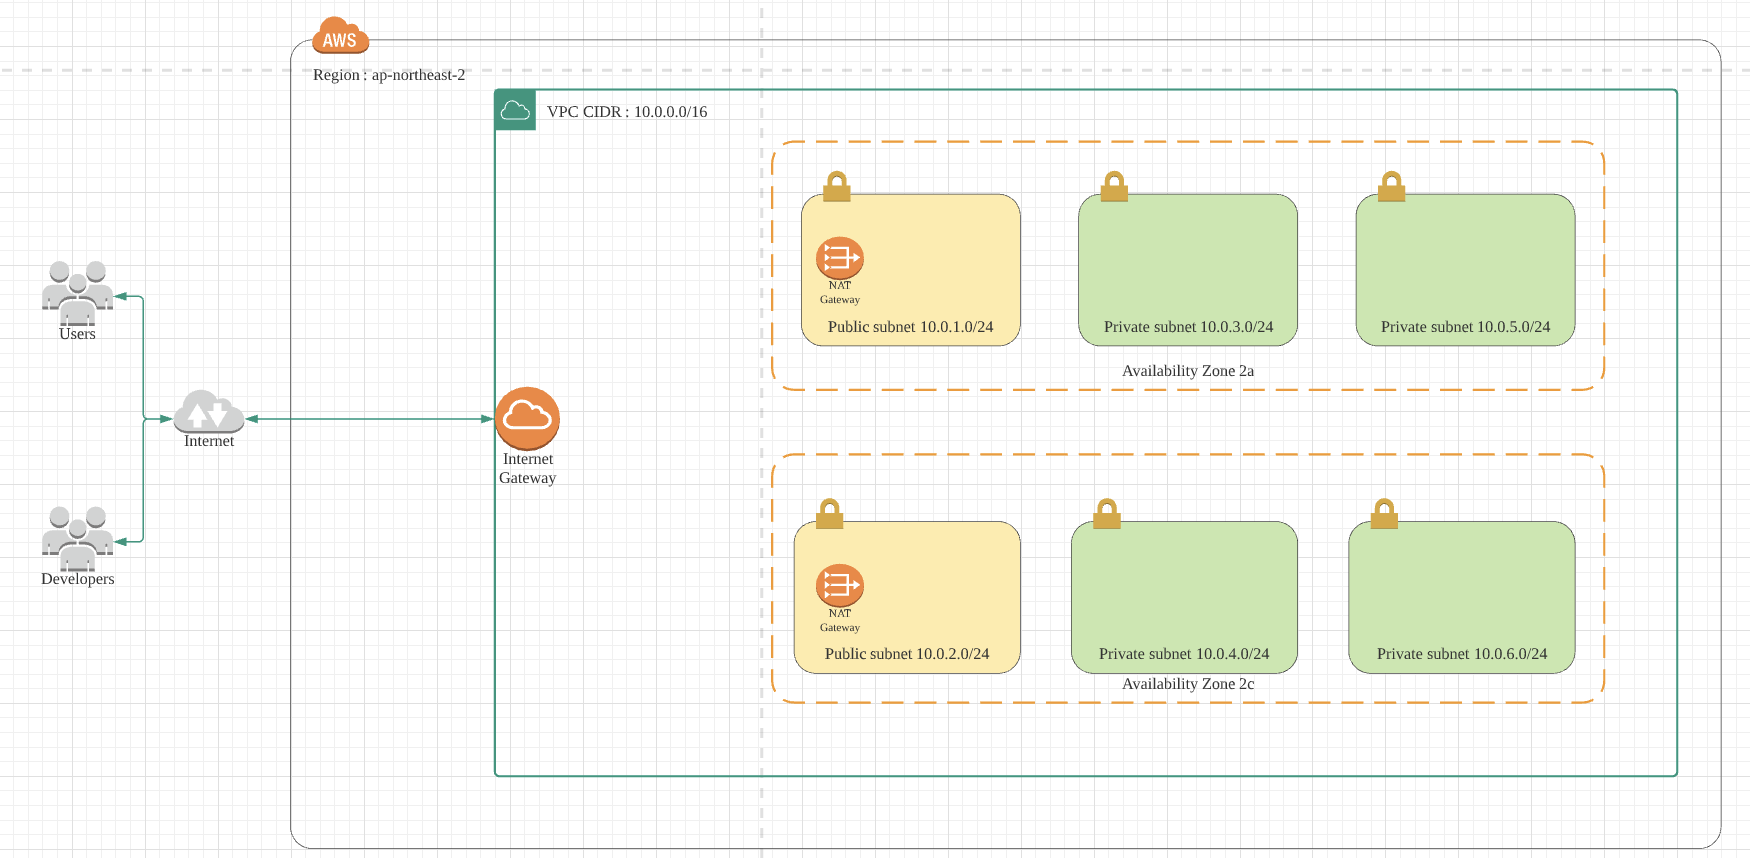 AWS
Region : ap-northeast-2
VPC CIDR : 10.0.0.0/16
NAT
Gateway
Public subnet 10.0.1.0/24
Private subnet 10.0.3.0/24
Private subnet 10.0.5.0/24
Availability Zone 2a
Users
Internet
Developers
Internet
Gateway
NAT
Gateway
Public subnet 10.0.2.0/24
Private subnet 10.0.4.0/24
Private subnet 10.0.6.0/24
Availability Zone 2c